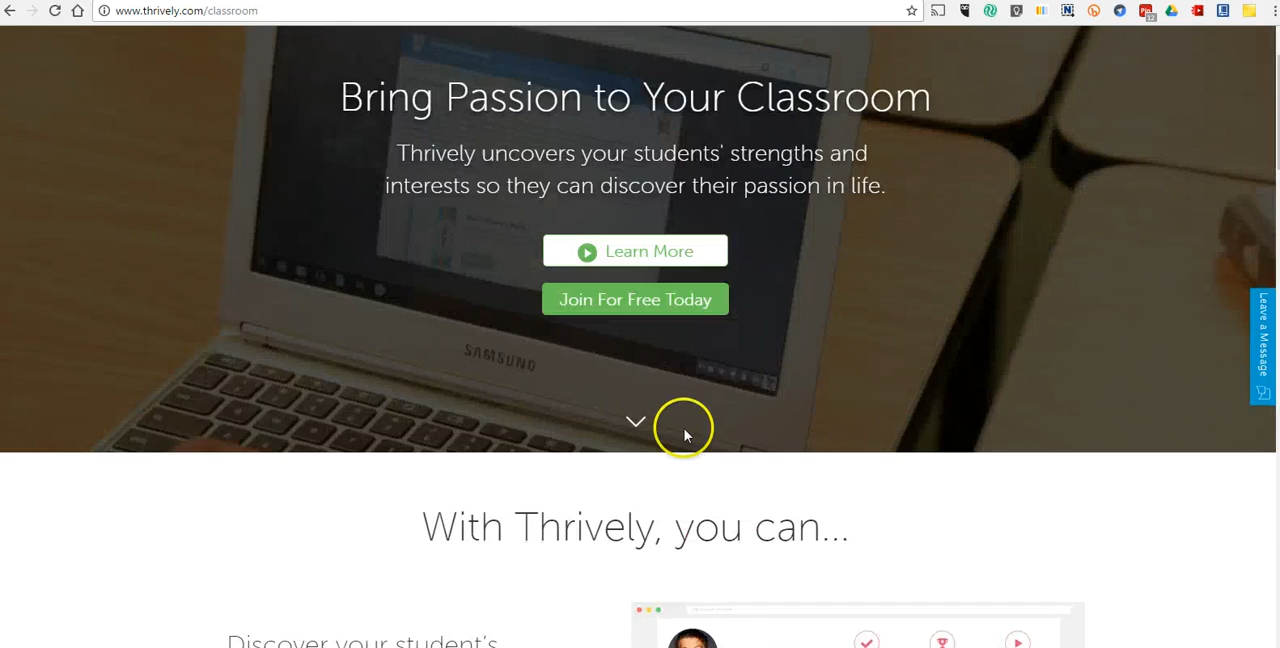 www.thrively.com/classroom
12
Bring Passion to Your Classroom
Thrively uncovers your students' strengths and
interests so they can discover their passion in life.
Learn More
Join For Free Today
SAMSUNG
Leave a Message
With Thrively, you can...
Discover your student's